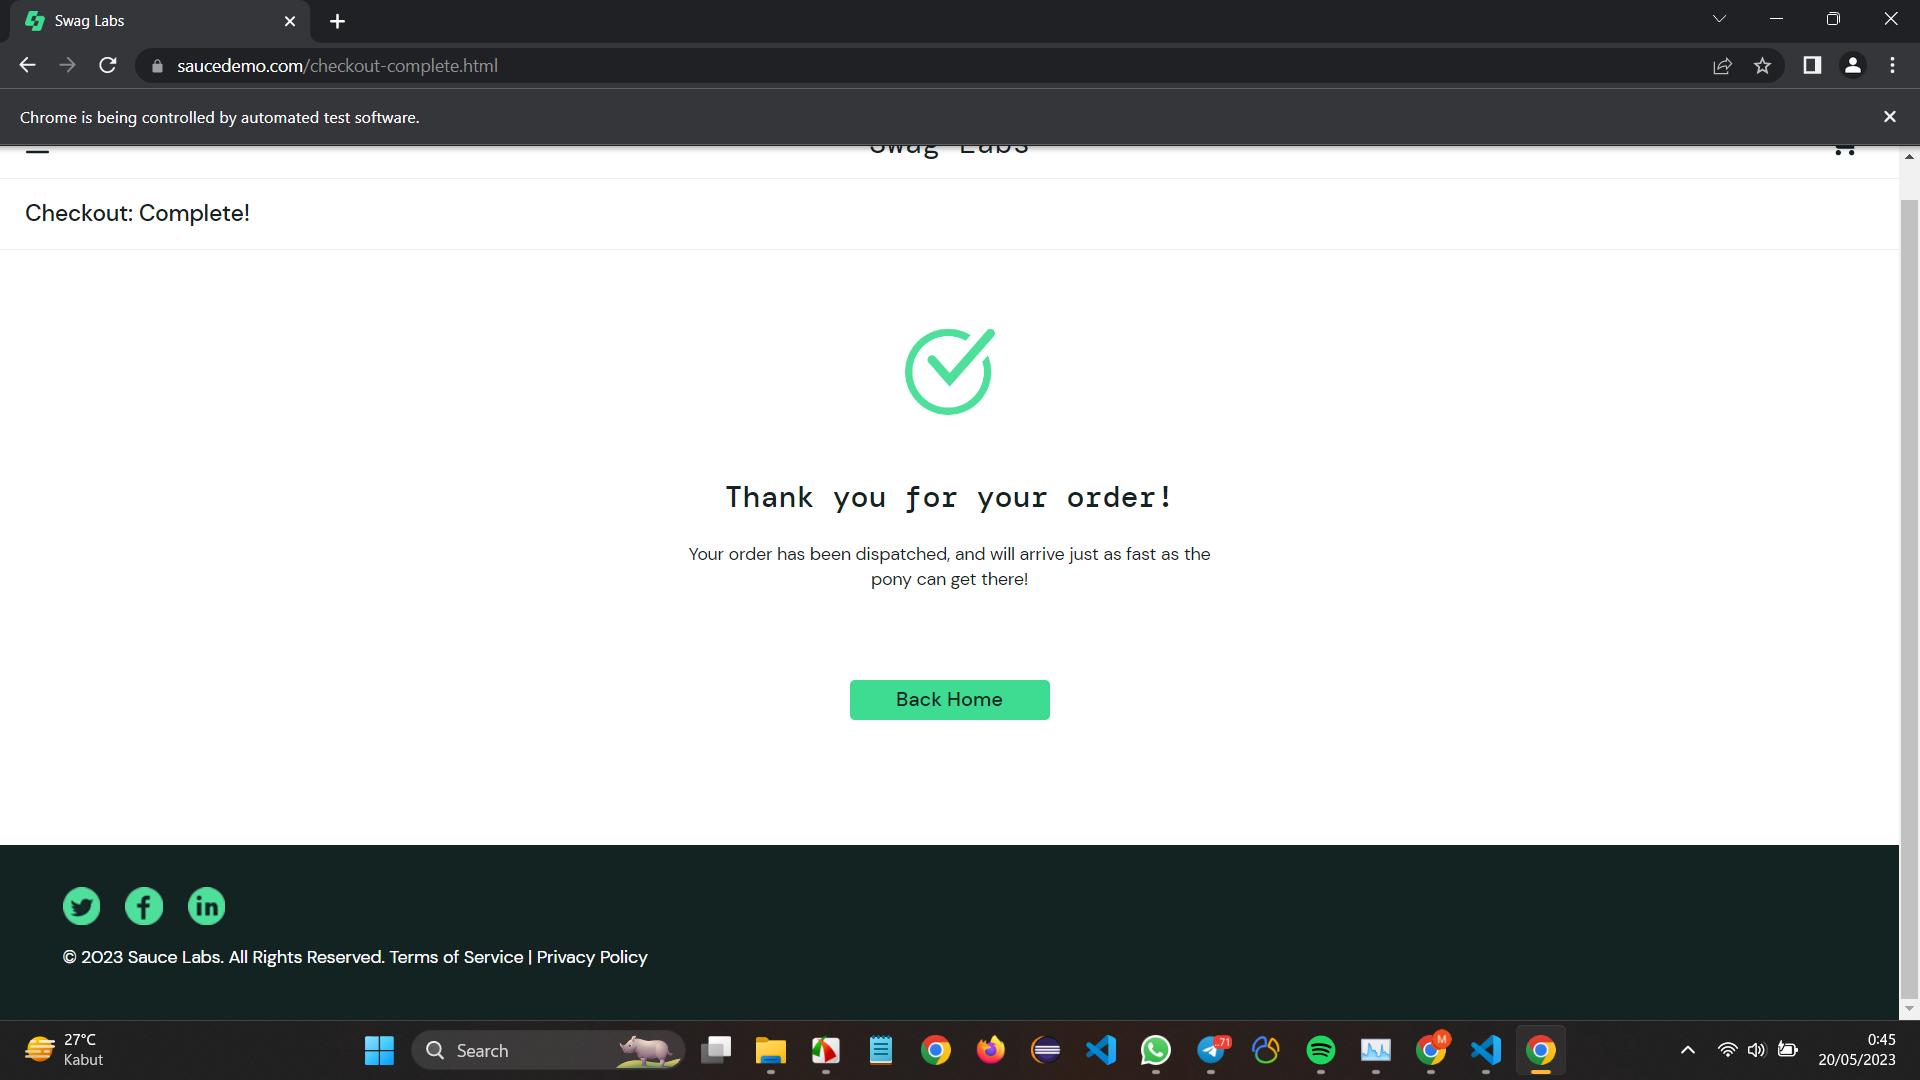 Swag Labs
saucedemo.com/checkout-complete.html
Chrome is being controlled by automated test software.
Swag Labs
Checkout: Complete!
Thank you for your order!
Your order has been dispatched, and will arrive just as fast as the
pony can get there!
Back Home
© 2023 Sauce Labs. All Rights Reserved. Terms of Service | Privacy Policy
27°C
Kabut
Search
71
M
0:45
20/05/2023